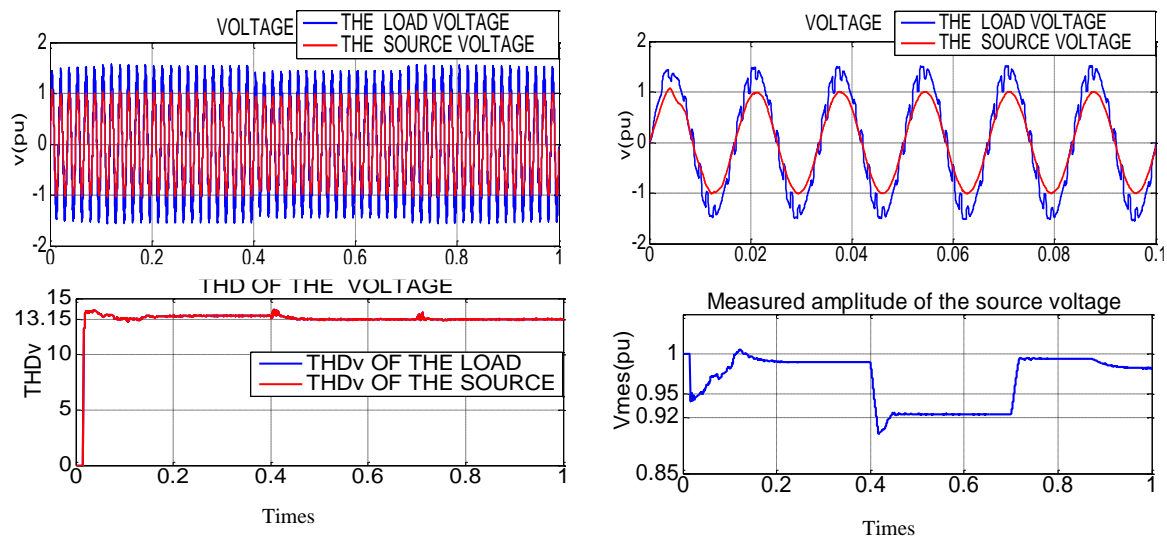 VOLTAGE
THE LOAD VOLTAGE
THE SOURCE VOLTAGE
v(pu)
2
1
0
-1
-2
0
0.2
0.4
0.6
0.8
1
VOLTAGE
THE LOAD VOLTAGE
THE SOURCE VOLTAGE
v(pu)
2
1
0
-1
-2
0
0.02
0.04
0.06
0.08
0.1
THD OF THE VOLTAGE
THDv
15
13.15
10
5
0
THDv OF THE LOAD
THDv OF THE SOURCE
0
0.2
0.4
0.6
0.8
1
Times
Measured amplitude of the source voltage
Vmes(pu)
1
0.95
0.92
0.85
0
0.2
0.4
0.6
0.8
1
Times